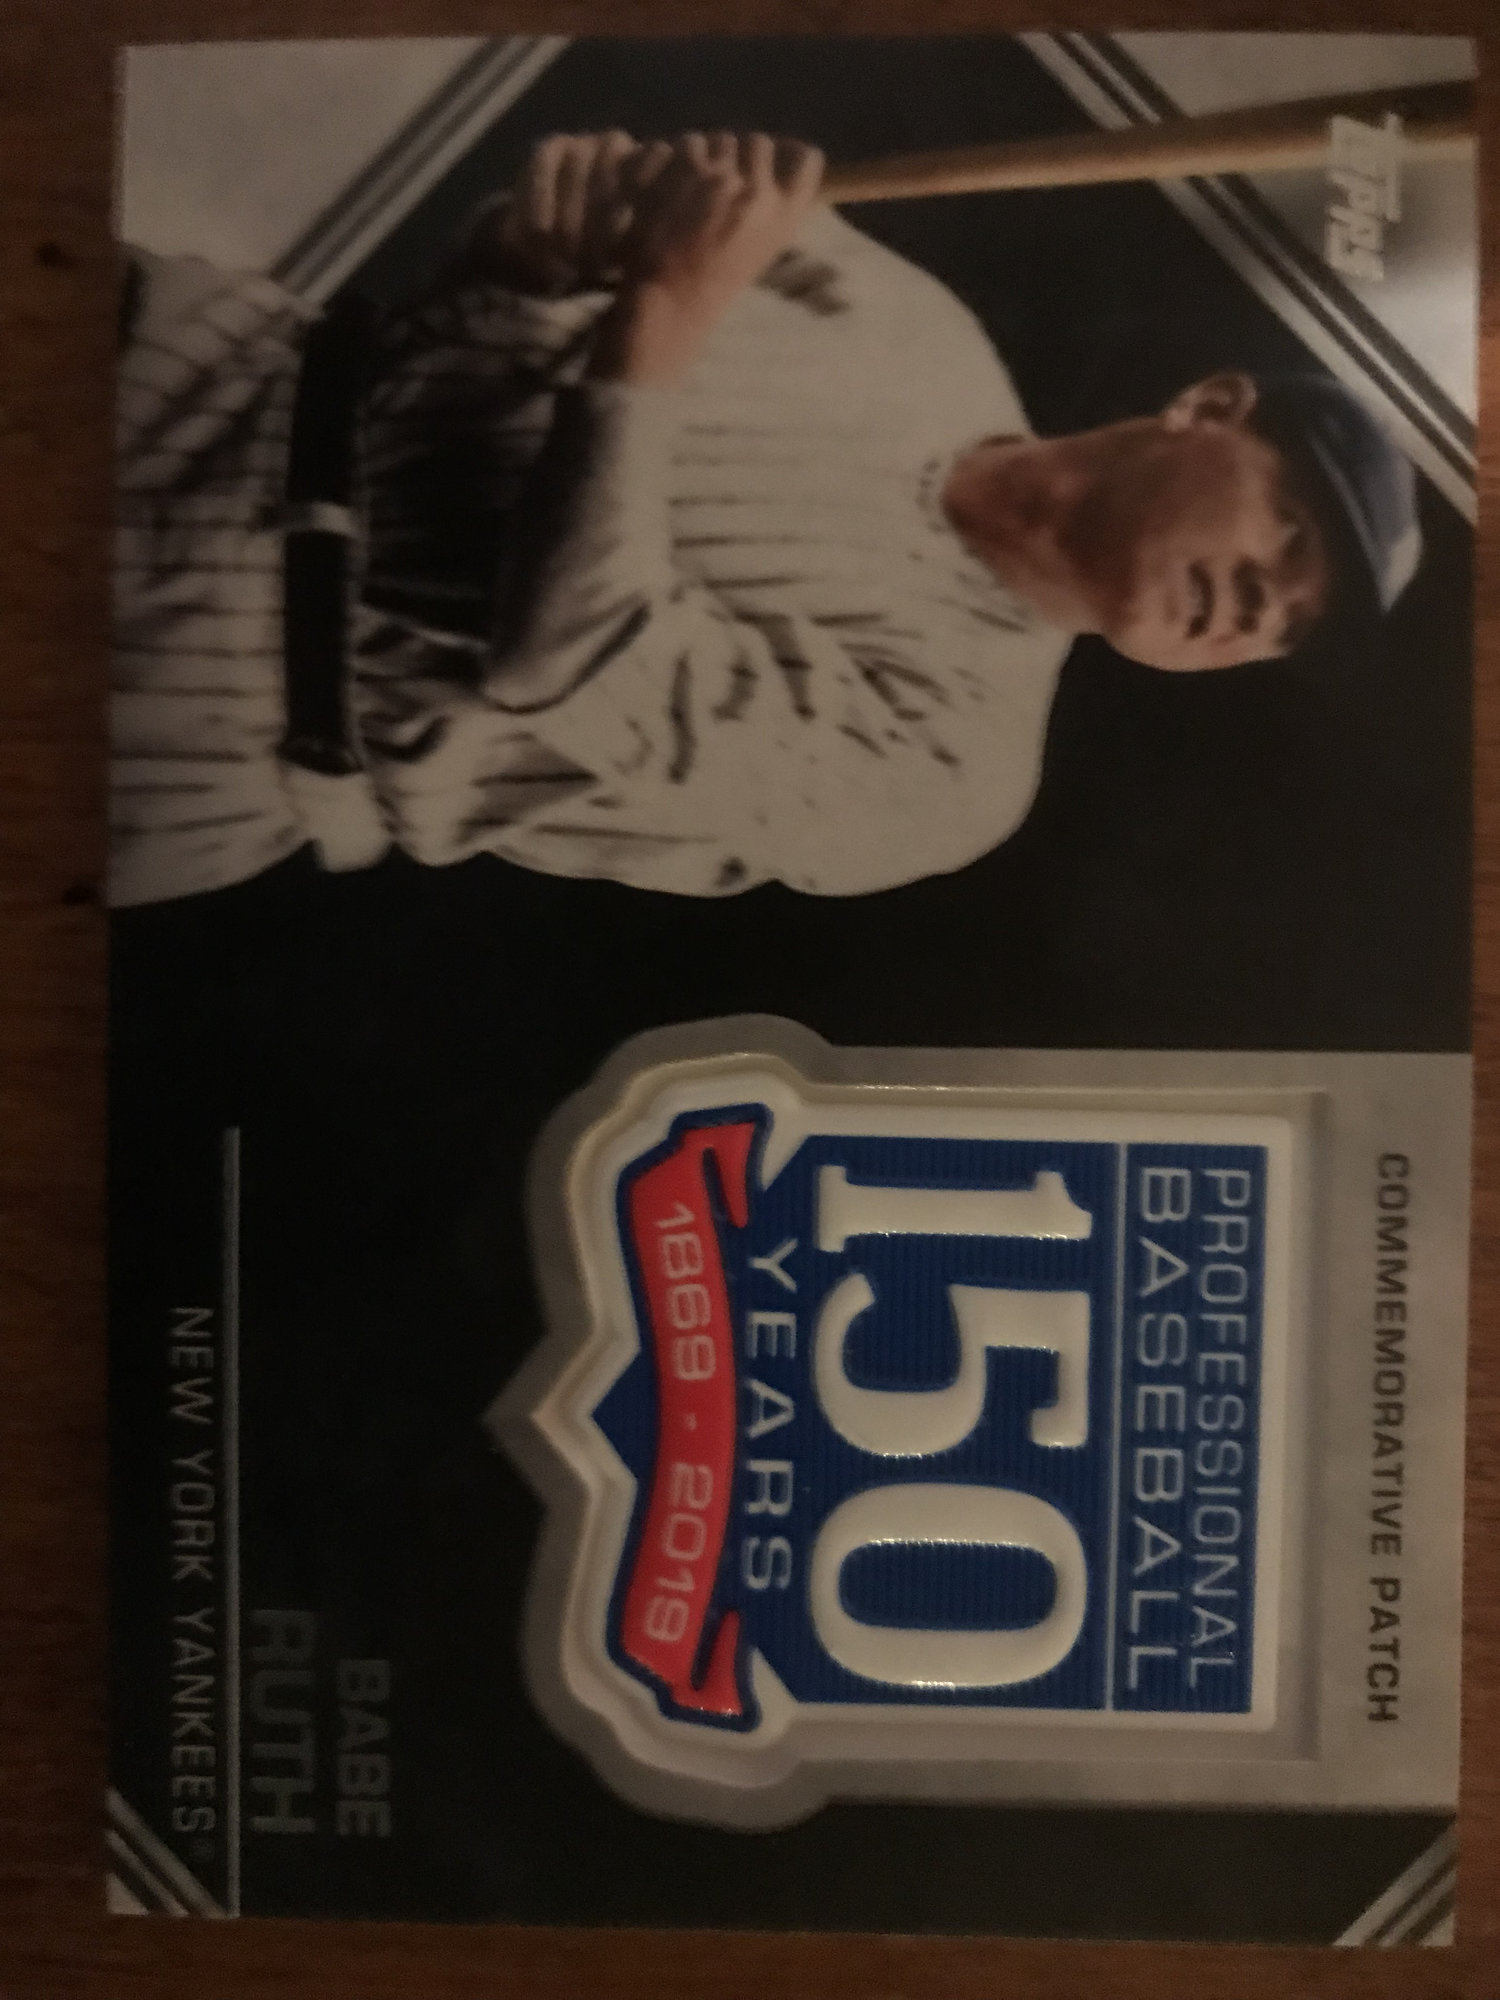 TOPPS
COMMEMORATIVE PATCH
PROFESSIONAL
BASEBALL
150
YEARS
1869 • 2019
BABE
RUTH
NEW YORK YANKEES®